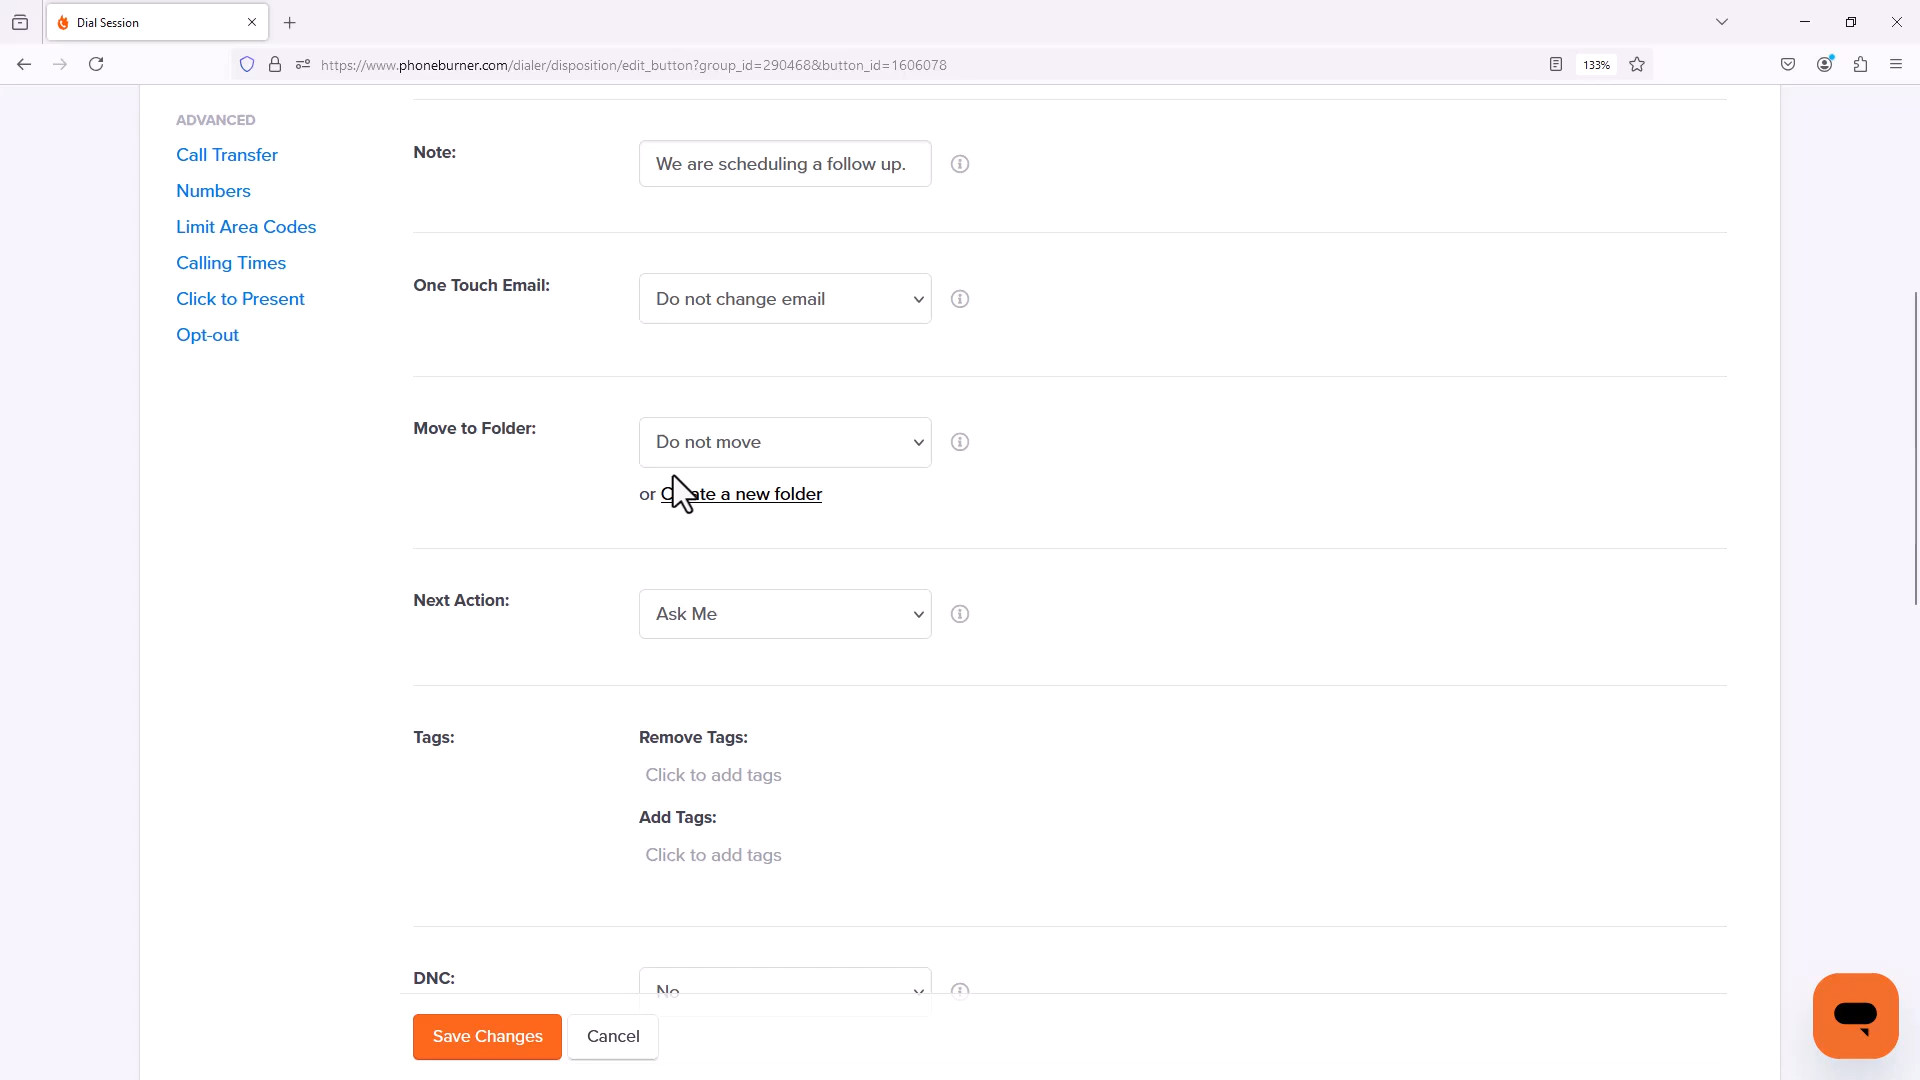 Dial Session
https://www.phoneburner.com/dialer/disposition/edit_button?group_id=290468&button_id=1606078
133%
ADVANCED
Call Transfer
Numbers
Limit Area Codes
Calling Times
Click to Present
Opt-out
Note:
We are scheduling a follow up.
One Touch Email:
Do not change email
Move to Folder:
Do not move
or Create a new folder
Next Action:
Ask Me
Tags:
Remove Tags:
Click to add tags
Add Tags:
Click to add tags
DNC:
No
Save Changes
Cancel